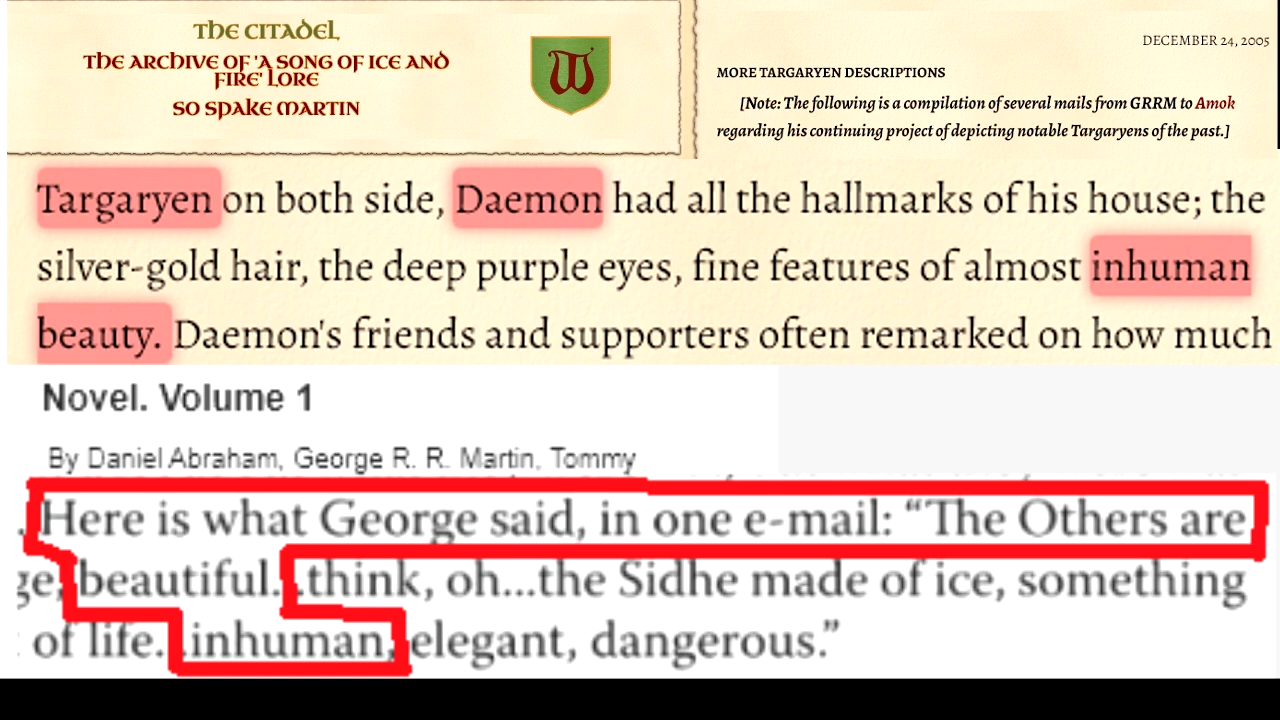 THE CITADEL
THE ARCHIVE OF 'A SONG OF ICE AND
FIRE' LORE
SO SPAKE MARTIN
DECEMBER 24, 2005
MORE TARGARYEN DESCRIPTIONS
[Note: The following is a compilation of several mails from GRRM to Amok
regarding his continuing project of depicting notable Targaryens of the past.]
Targaryen on both side, Daemon had all the hallmarks of his house; the
silver-gold hair, the deep purple eyes, fine features of almost inhuman
beauty. Daemon's friends and supporters often remarked on how much
Novel. Volume 1
By Daniel Abraham, George R. R. Martin, Tommy
Here is what George said, in one e-mail: “The Others are
beautiful. .think, oh...the Sidhe made of ice, something
of life. .inhuman, elegant, dangerous.”